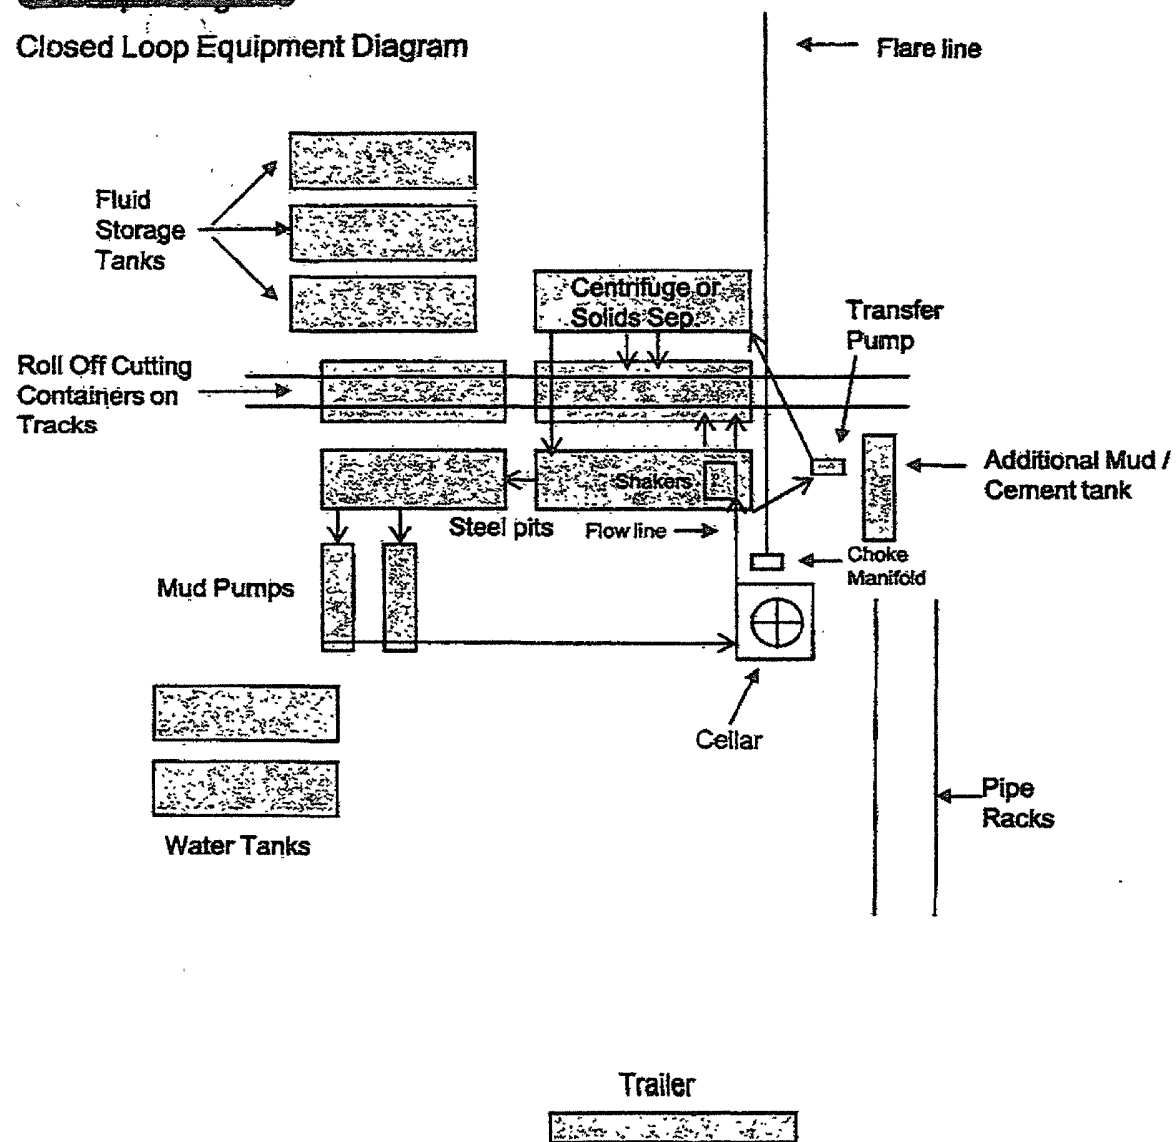 Closed Loop Equipment Diagram
Flare line
Fluid
Storage
Tanks
Centrifuge or
Solids Sep.
Transfer
Pump
Roll Off Cutting
Containers on
Tracks
Additional Mud /
Cement tank
Shakers
Steel pits
Flow line
Choke
Manifold
Mud Pumps
Cellar
Pipe
Racks
Water Tanks
Trailer